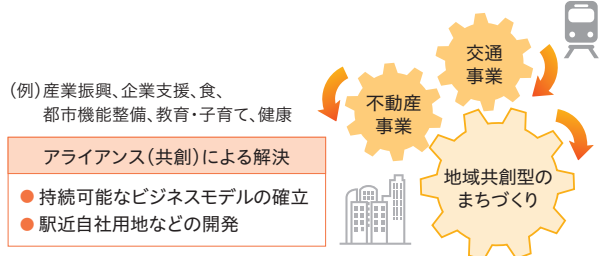 (例)産業振興、企業支援、食、
都市機能整備、教育・子育て、健康
アライアンス(共創)による解決
● 持続可能なビジネスモデルの確立
● 駅近自社用地などの開発
交通
事業
不動産
事業
地域共創型の
まちづくり